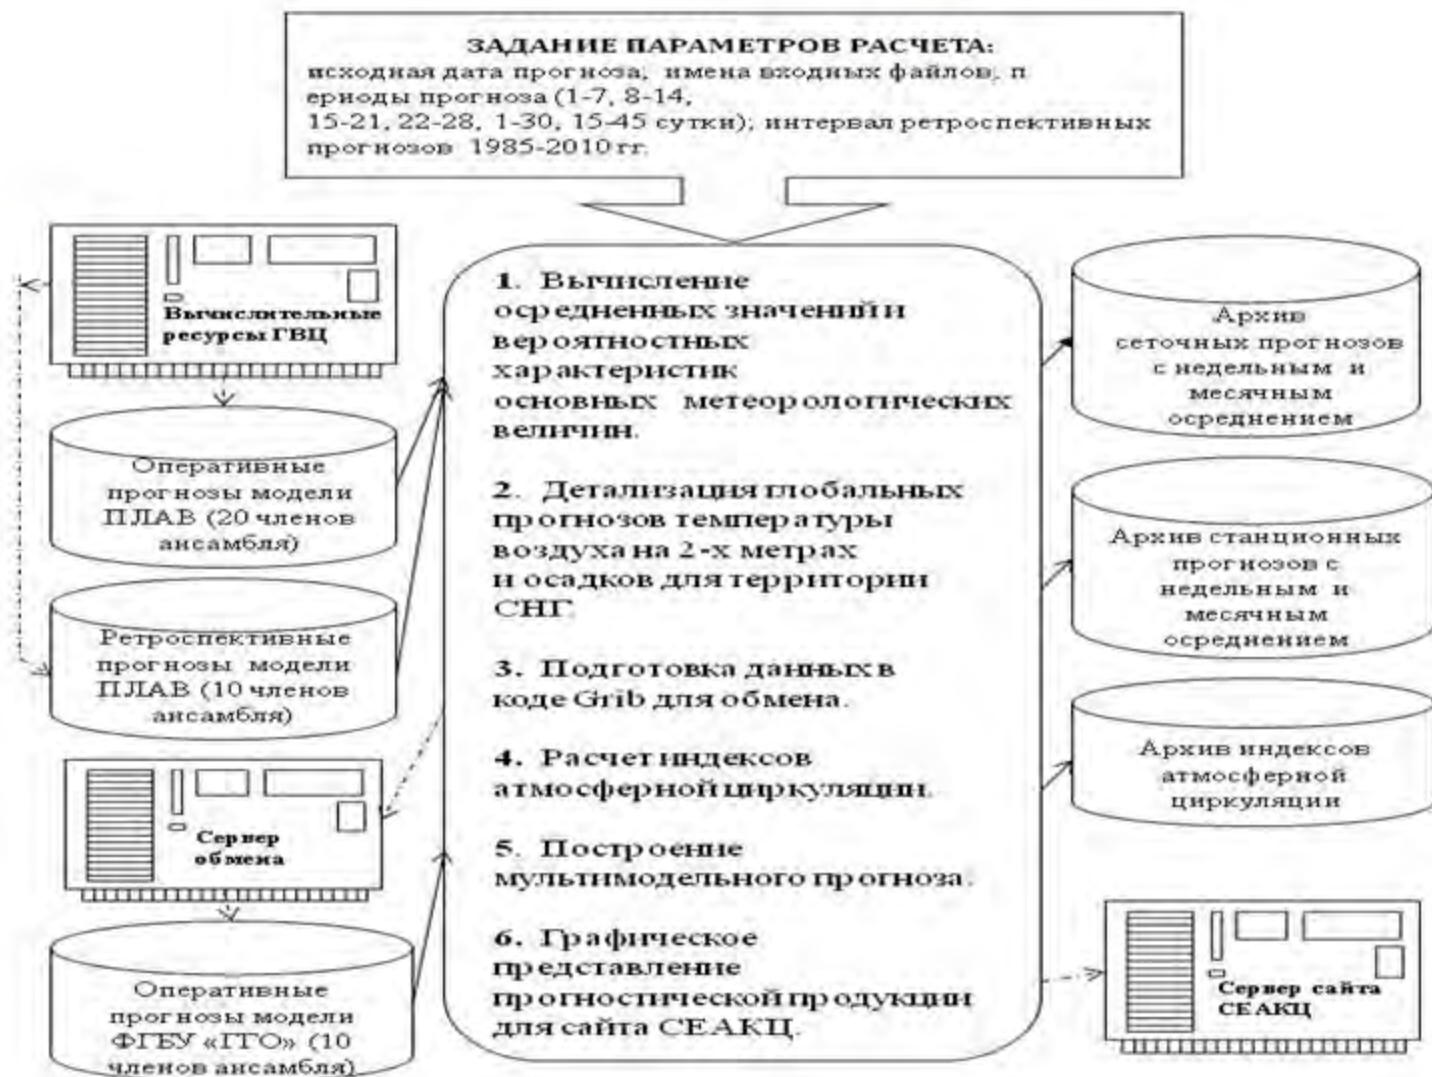 ЗАДАНИЕ ПАРАМЕТРОВ РАСЧЕТА:
исходная дата прогноза; имена входных файлов; п
ериоды прогноза (1-7, 8-14,
15-21, 22-28, 1-30, 15-45 сутки); интервал ретроспективных
прогнозов 1985-2010 гг.
Вычислительные
ресурсы ГВЦ
Оперативные
прогнозы модели
ПЛАВ (20 членов
ансамбля)
Ретроспективные
прогнозы модели
ПЛАВ (10 членов
ансамбля)
Сервер
обмена
Оперативные
прогнозы модели
ФГБУ «ГГО» (10
членов ансамбля)
1. Вычисление
осредненных значений и
вероятностных
характеристик
основных метеорологических
величин.
2. Детализация глобальных
прогнозов температуры
воздуха на 2-х метрах
и осадков для территории
СНГ.
3. Подготовка данных в
коде Grib для обмена.
4. Расчет индексов
атмосферной циркуляции.
5. Построение
мультимодельного прогноза.
6. Графическое
представление
прогностической продукции
для сайта СЕАКЦ.
Архив
сеточных прогнозов
с недельным и
месячным
осреднением
Архив станционных
прогнозов с
недельным и
месячным
осреднением
Архив индексов
атмосферной
циркуляции
Сервер сайта
СЕАКЦ